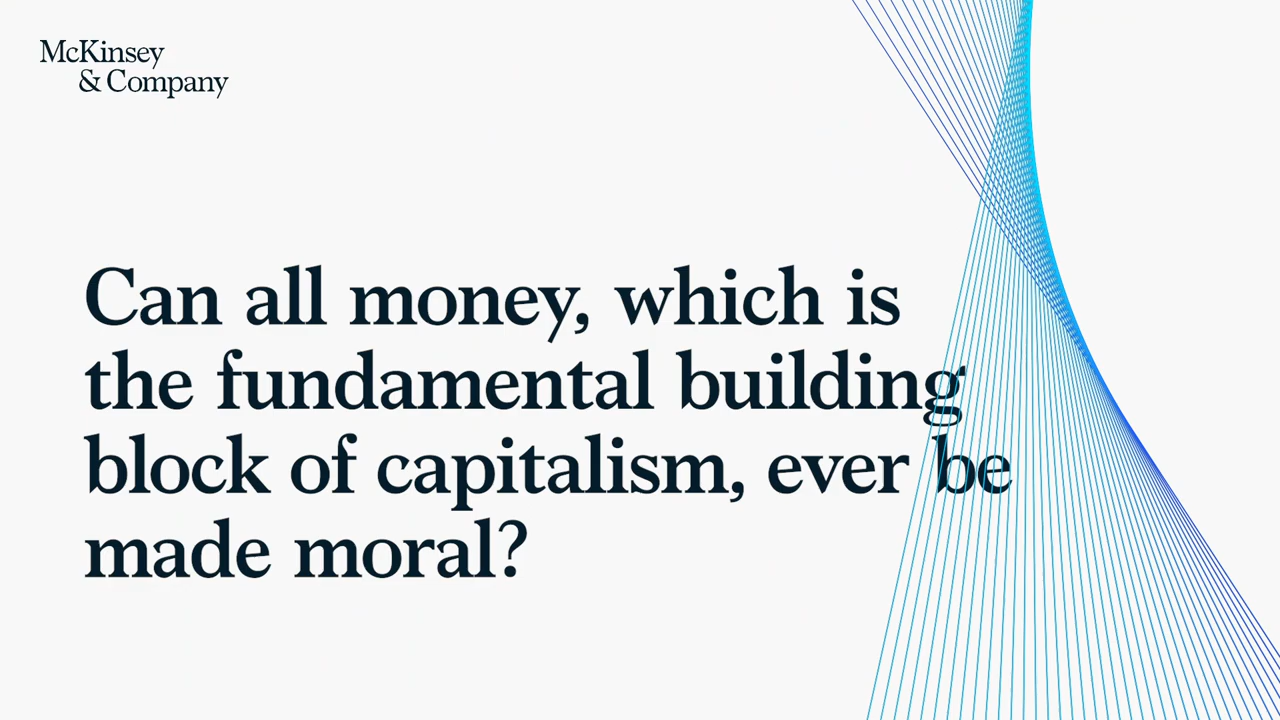 McKinsey
& Company
Can all money, which is
the fundamental building
block of capitalism, ever be
made moral?